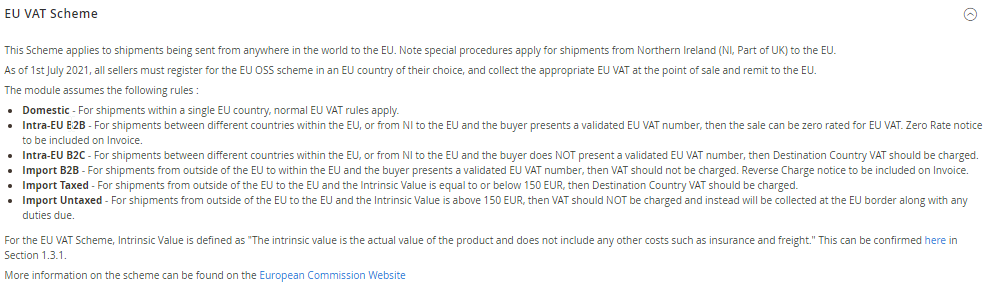 EU VAT Scheme
This Scheme applies to shipments being sent from anywhere in the world to the EU. Note special procedures apply for shipments from Northern Ireland (NI, Part of UK) to the EU.
As of 1st July 2021, all sellers must register for the EU OSS scheme in an EU country of their choice, and collect the appropriate EU VAT at the point of sale and remit to the EU.
The module assumes the following rules :
• Domestic - For shipments within a single EU country, normal EU VAT rules apply.
• Intra-EU B2B - For shipments between different countries within the EU, or from NI to the EU and the buyer presents a validated EU VAT number, then the sale can be zero rated for EU VAT. Zero Rate notice
to be included on Invoice.
• Intra-EU B2C - For shipments between different countries within the EU, or from NI to the EU and the buyer does NOT present a validated EU VAT number, then Destination Country VAT should be charged.
• Import B2B - For shipments from outside of the EU to within the EU and the buyer presents a validated EU VAT number, then VAT should not be charged. Reverse Charge notice to be included on Invoice.
• Import Taxed - For shipments from outside of the EU to the EU and the Intrinsic Value is equal to or below 150 EUR, then Destination Country VAT should be charged.
• Import Untaxed - For shipments from outside of the EU to the EU and the Intrinsic Value is above 150 EUR, then VAT should NOT be charged and instead will be collected at the EU border along with any
duties due.
For the EU VAT Scheme, Intrinsic Value is defined as "The intrinsic value is the actual value of the product and does not include any other costs such as insurance and freight." This can be confirmed here in
Section 1.3.1.
More information on the scheme can be found on the European Commission Website